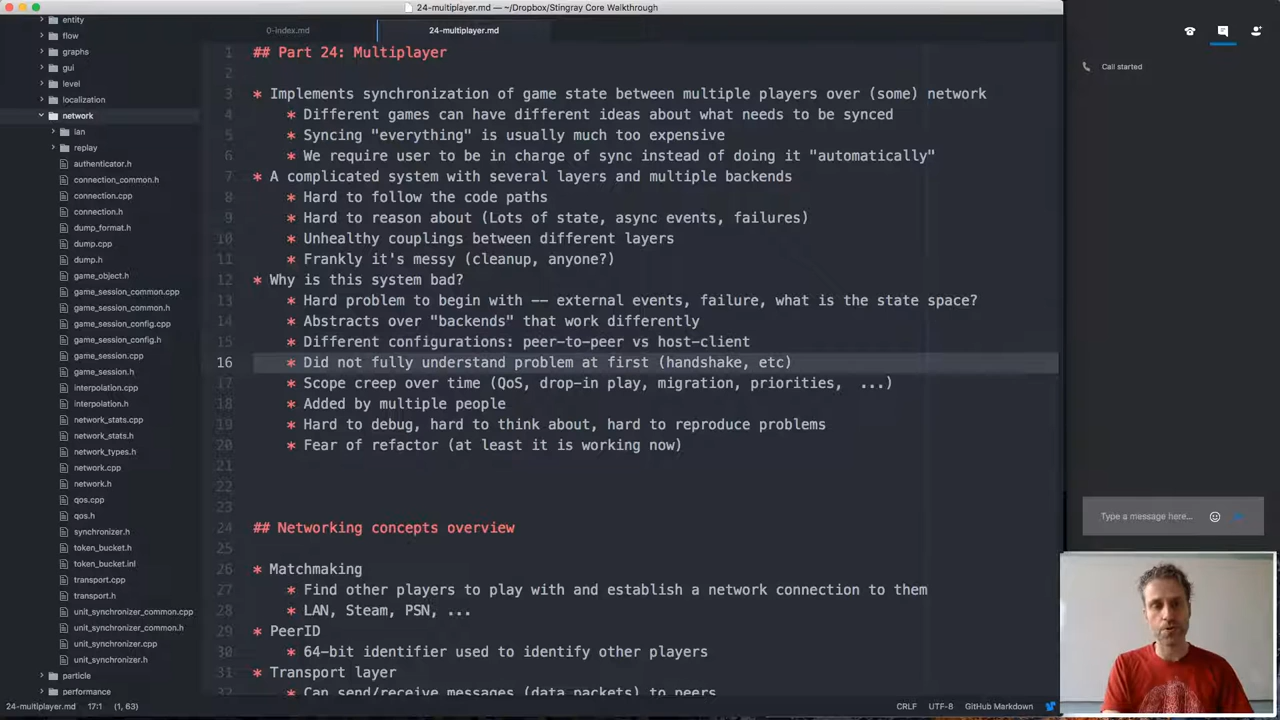 24-multiplayer.md — ~/Dropbox/Stingray Core Walkthrough
0-index.md
24-multiplayer.md
entity
flow
graphs
gui
level
localization
network
lan
replay
authenticator.h
connection_common.h
connection.cpp
connection.h
dump_format.h
dump.cpp
dump.h
game_object.h
game_session_common.cpp
game_session_common.h
game_session_config.cpp
game_session_config.h
game_session.cpp
game_session.h
interpolation.cpp
interpolation.h
network_stats.cpp
network_stats.h
network_types.h
network.cpp
network.h
qos.cpp
qos.h
synchronizer.h
token_bucket.h
token_bucket.inl
transport.cpp
transport.h
unit_synchronizer_common.cpp
unit_synchronizer_common.h
unit_synchronizer.cpp
unit_synchronizer.h
particle
performance
1 ## Part 24: Multiplayer
2
3 * Implements synchronization of game state between multiple players over (some) network
4 * Different games can have different ideas about what needs to be synced
5 * Syncing "everything" is usually much too expensive
6 * We require user to be in charge of sync instead of doing it "automatically"
7 * A complicated system with several layers and multiple backends
8 * Hard to follow the code paths
9 * Hard to reason about (Lots of state, async events, failures)
10 * Unhealthy couplings between different layers
11 * Frankly it's messy (cleanup, anyone?)
12 * Why is this system bad?
13 * Hard problem to begin with -- external events, failure, what is the state space?
14 * Abstracts over "backends" that work differently
15 * Different configurations: peer-to-peer vs host-client
16 * Did not fully understand problem at first (handshake, etc)
17 * Scope creep over time (QoS, drop-in play, migration, priorities,  ...)
18 * Added by multiple people
19 * Hard to debug, hard to think about, hard to reproduce problems
20 * Fear of refactor (at least it is working now)
21
22
23
24 ## Networking concepts overview
25
26 * Matchmaking
27 * Find other players to play with and establish a network connection to them
28 * LAN, Steam, PSN, ...
29 * PeerID
30 * 64-bit identifier used to identify other players
31 * Transport layer
32 * Can send/receive messages (data packets) to peers
24-multiplayer.md 17:1 (1, 63)
CRLF UTF-8 GitHub Markdown
Call started
Type a message here...